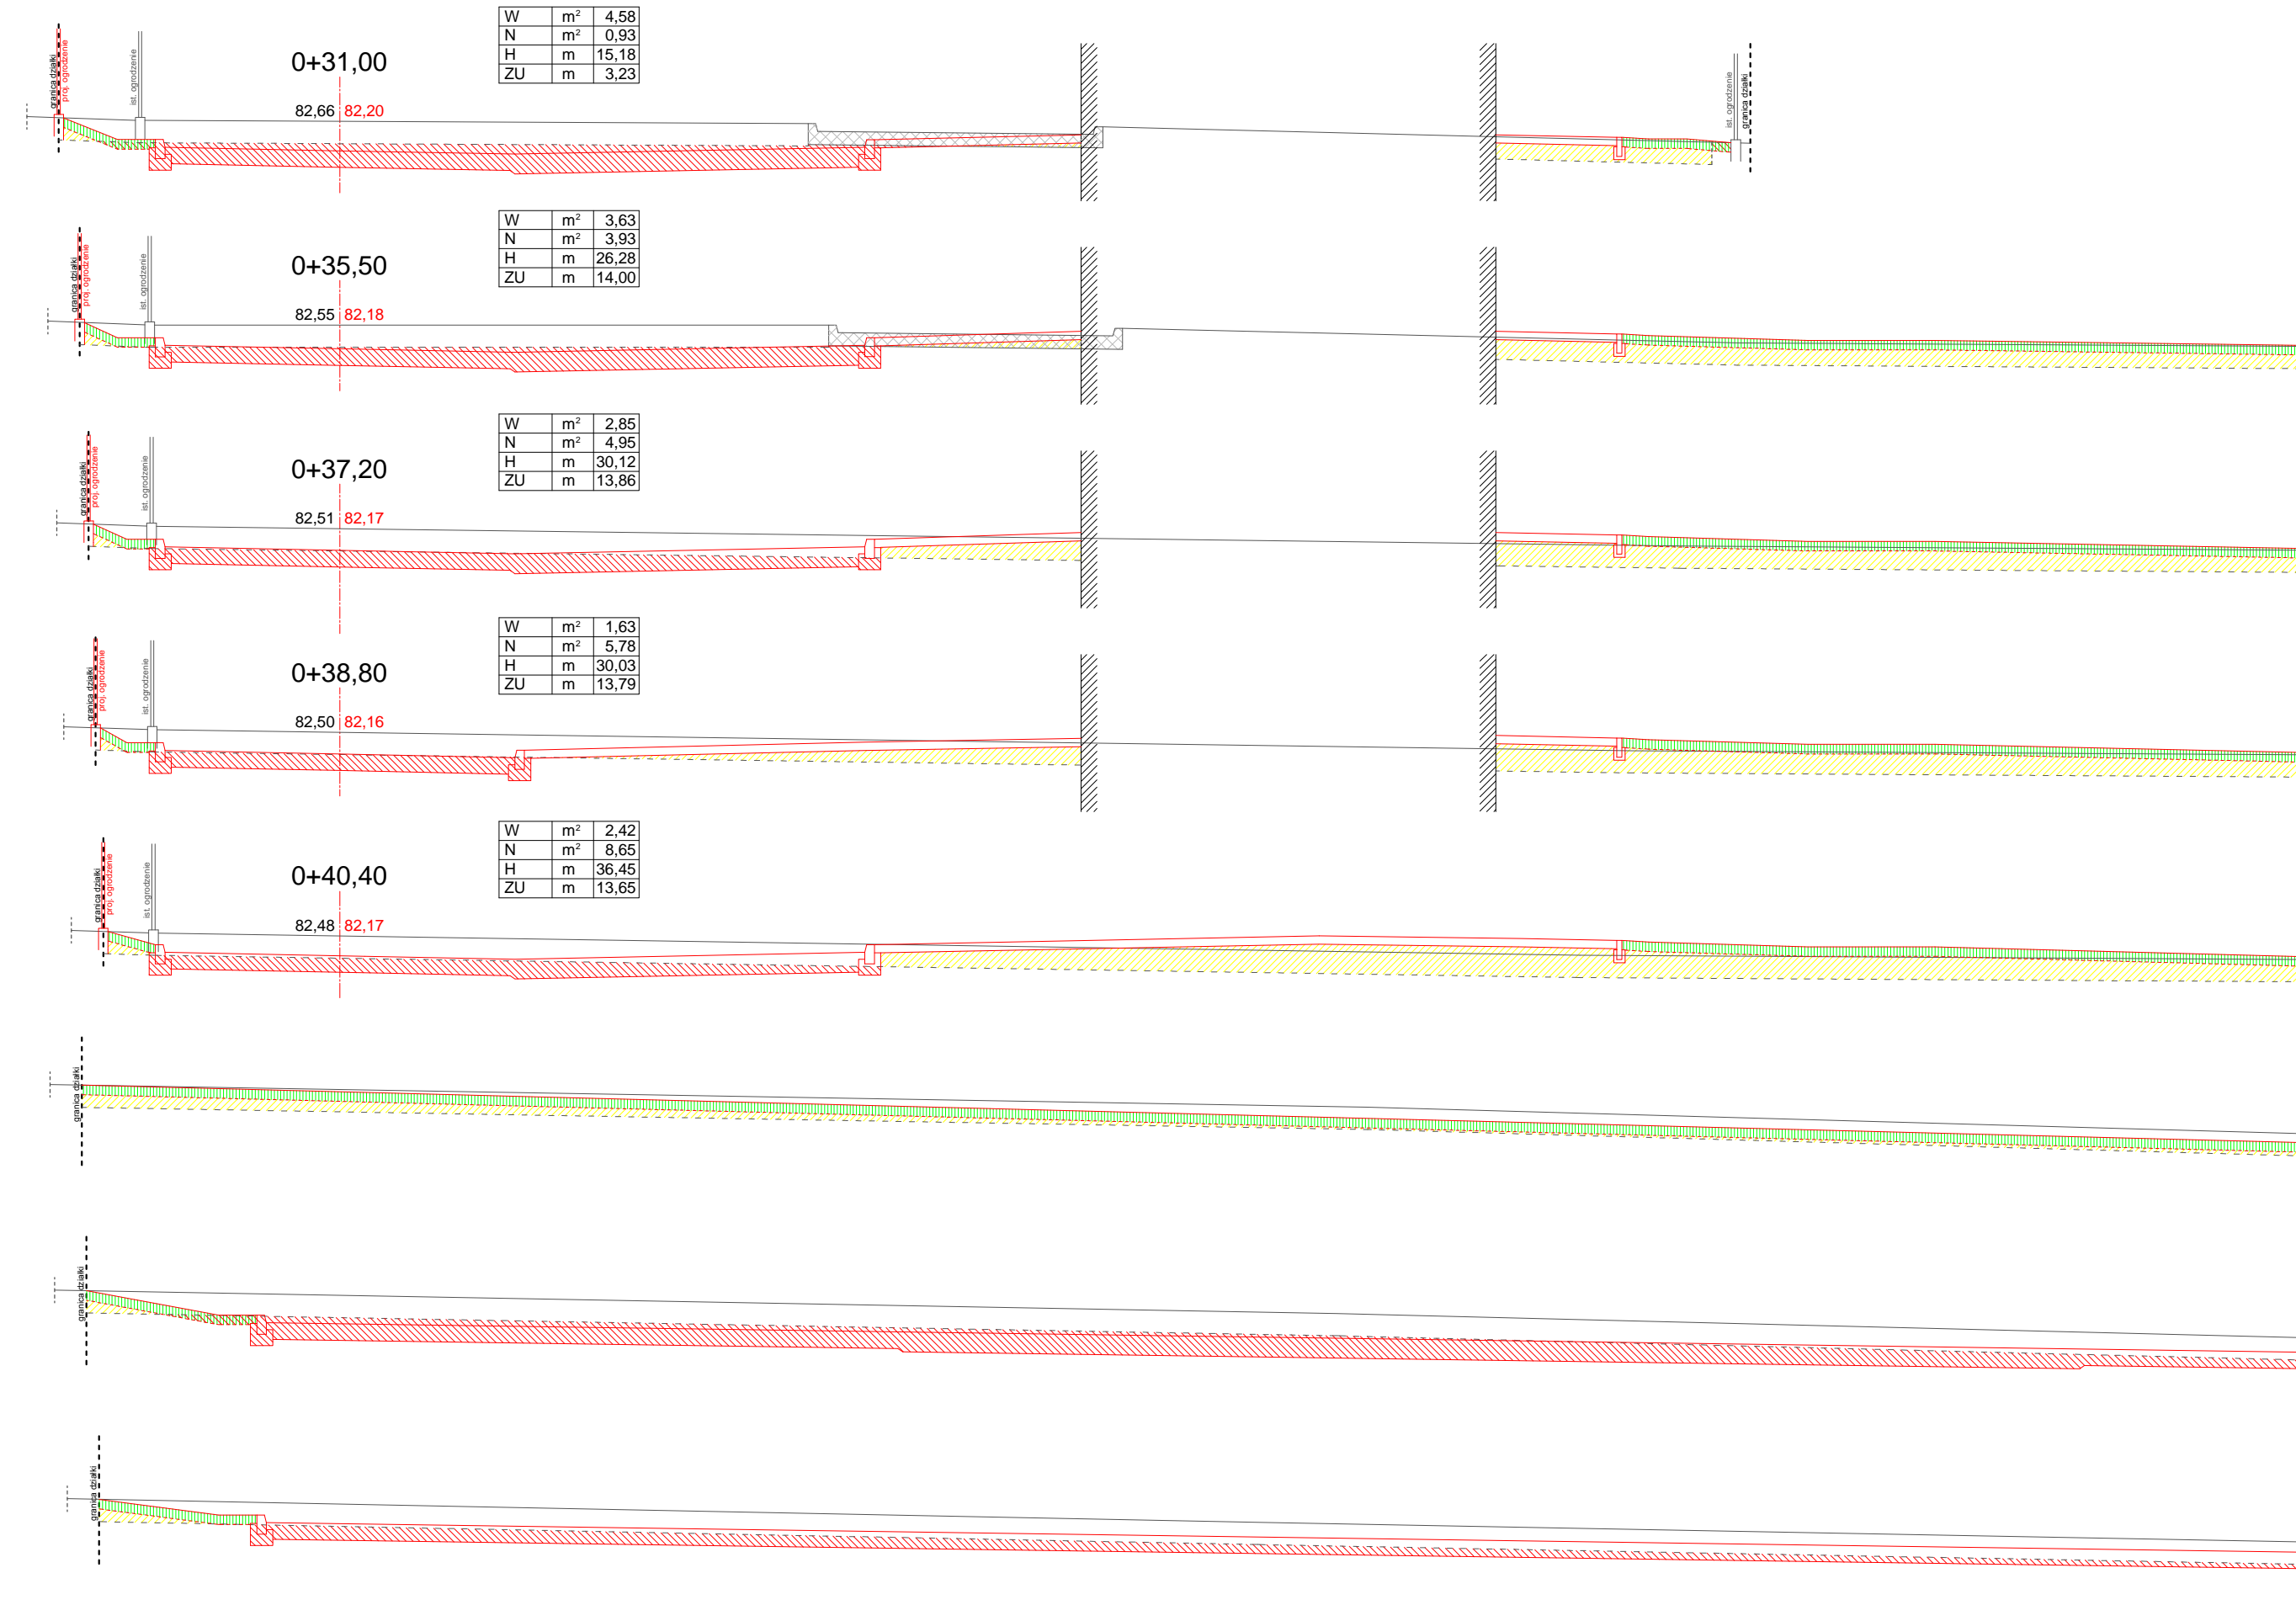 W m² 4,58
N m² 0,93
H m 15,18
ZU m 3,23
granica działki
proj. ogrodzenie
ist. ogrodzenie
0+31,00
82,66 82,20
ist. ogrodzenie
granica działki
W m² 3,63
N m² 3,93
H m 26,28
ZU m 14,00
granica działki
proj. ogrodzenie
ist. ogrodzenie
0+35,50
82,55 82,18
W m² 2,85
N m² 4,95
H m 30,12
ZU m 13,86
granica działki
proj. ogrodzenie
ist. ogrodzenie
0+37,20
82,51 82,17
W m² 1,63
N m² 5,78
H m 30,03
ZU m 13,79
granica działki
proj. ogrodzenie
ist. ogrodzenie
0+38,80
82,50 82,16
W m² 2,42
N m² 8,65
H m 36,45
ZU m 13,65
granica działki
proj. ogrodzenie
ist. ogrodzenie
0+40,40
82,48 82,17
granica działki
granica działki
granica działki